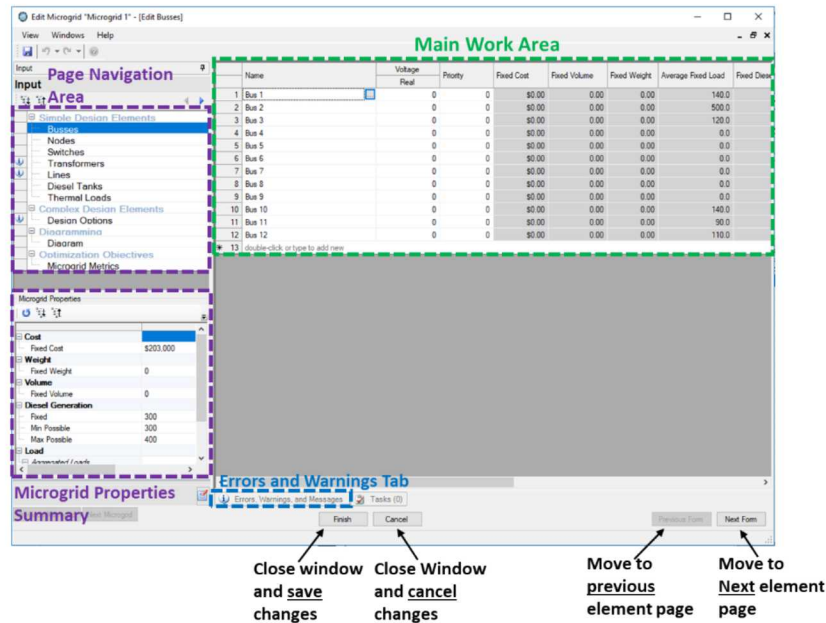 Edit Microgrid "Microgrid 1" - [Edit Busses]
View Windows Help
Main Work Area
Input
Page Navigation
Area
Input
Simple Design Elements
Busses
Nodes
Switches
Transformers
Lines
Diesel Tanks
Thermal Loads
Complex Design Elements
Design Options
Diagramming
Diagram
Optimization Objectives
Microgrid Metrics
Name Voltage Priority Fixed Cost Fixed Volume Fixed Weight Average Fixed Load Fixed Diese
Real
1 Bus 1 ... 0 0 $0.00 0.00 0.00 140.0
2 Bus 2 0 0 $0.00 0.00 0.00 500.0
3 Bus 3 0 0 $0.00 0.00 0.00 120.0
4 Bus 4 0 0 $0.00 0.00 0.00 0.0
5 Bus 5 0 0 $0.00 0.00 0.00 0.0
6 Bus 6 0 0 $0.00 0.00 0.00 0.0
7 Bus 7 0 0 $0.00 0.00 0.00 0.0
8 Bus 8 0 0 $0.00 0.00 0.00 0.0
9 Bus 9 0 0 $0.00 0.00 0.00 0.0
10 Bus 10 0 0 $0.00 0.00 0.00 140.0
11 Bus 11 0 0 $0.00 0.00 0.00 90.0
12 Bus 12 0 0 $0.00 0.00 0.00 110.0
* 13 double-click or type to add new
Microgrid Properties
Cost
Fixed Cost $203,000
Weight
Fixed Weight 0
Volume
Fixed Volume 0
Diesel Generation
Fixed 300
Min Possible 300
Max Possible 400
Load
Aggregated Loads
Microgrid Properties
Summary
Microgrid
Errors and Warnings Tab
Errors, Warnings, and Messages Tasks (0)
Finish Cancel Previous Form Next Form
Close window
and save
changes
Close Window
and cancel
changes
Move to
previous
element page
Move to
Next element
page